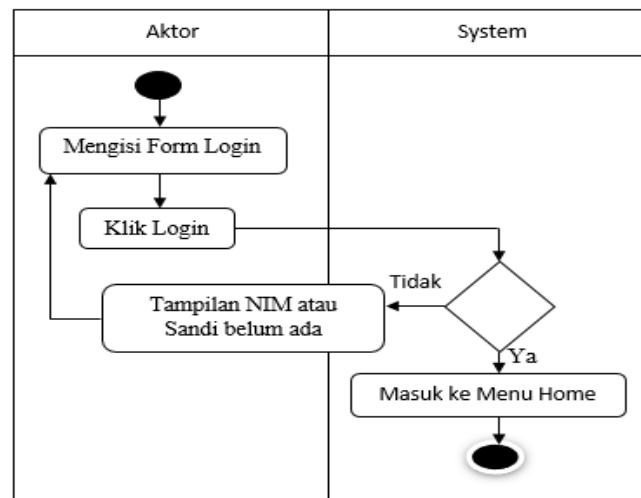 Aktor
System
Mengisi Form Login
Klik Login
Tidak
Tampilan NIM atau
Sandi belum ada
Ya
Masuk ke Menu Home